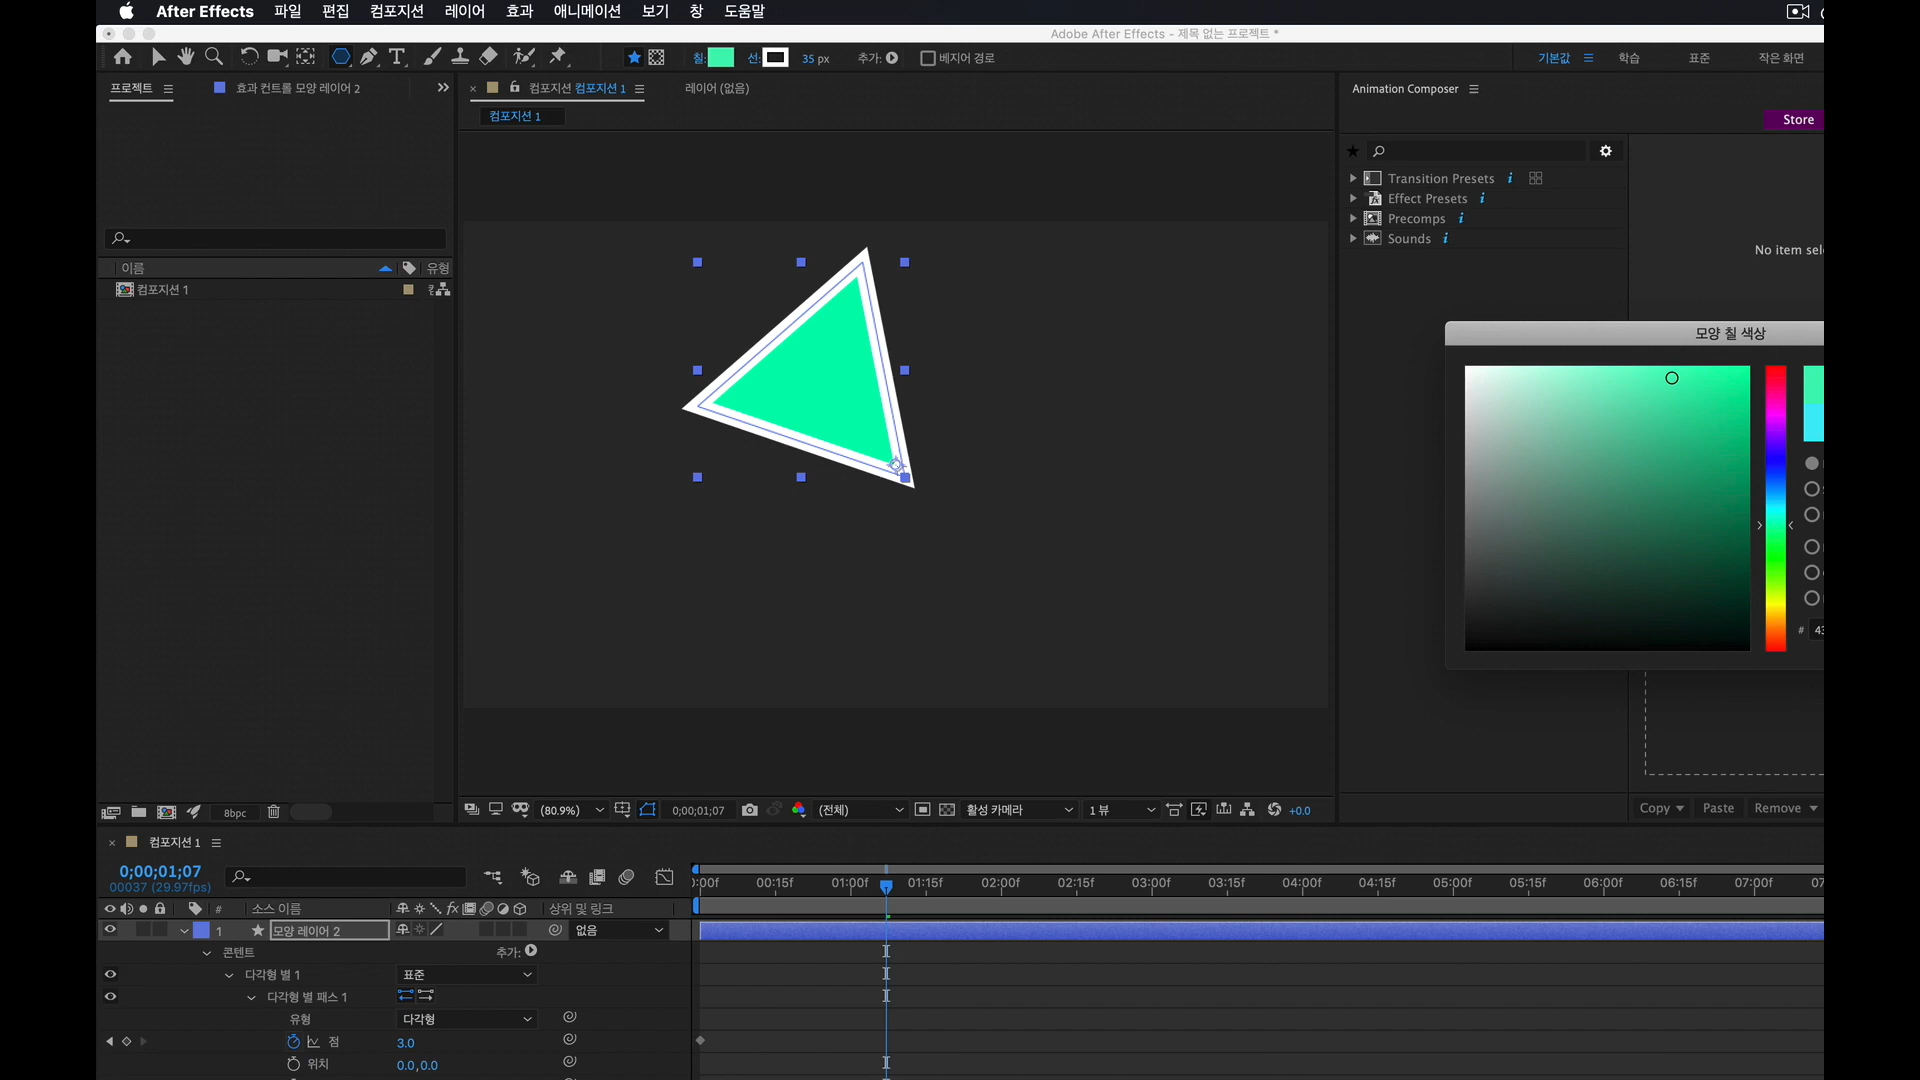 After Effects 파일 편집 컴포지션 레이어 효과 애니메이션 보기 창 도움말
Adobe After Effects - 제목 없는 프로젝트 *
칠: 선: 35 px 추가: 베지어 경로 기본값 학습 표준 작은 화면
프로젝트 효과 컨트롤 모양 레이어 2
컴포지션 컴포지션 1 레이어 (없음)
컴포지션 1
Animation Composer
Store
Transition Presets
Effect Presets
Precomps
Sounds
No item sel
이름 유형
컴포지션 1
모양 칠 색상
# 43
8bpc
(80.9%) 0;00;01;07 (전체) 활성 카메라 1 뷰 +0.0
Copy Paste Remove
컴포지션 1
0;00;01;07
00037 (29.97fps)
):00f 00:15f 01:00f 01:15f 02:00f 02:15f 03:00f 03:15f 04:00f 04:15f 05:00f 05:15f 06:00f 06:15f 07:00f 07
# 소스 이름 fx 상위 및 링크
1 모양 레이어 2 없음
콘텐트 추가:
다각형 별 1 표준
다각형 별 패스 1
유형 다각형
점 3.0
위치 0.0,0.0